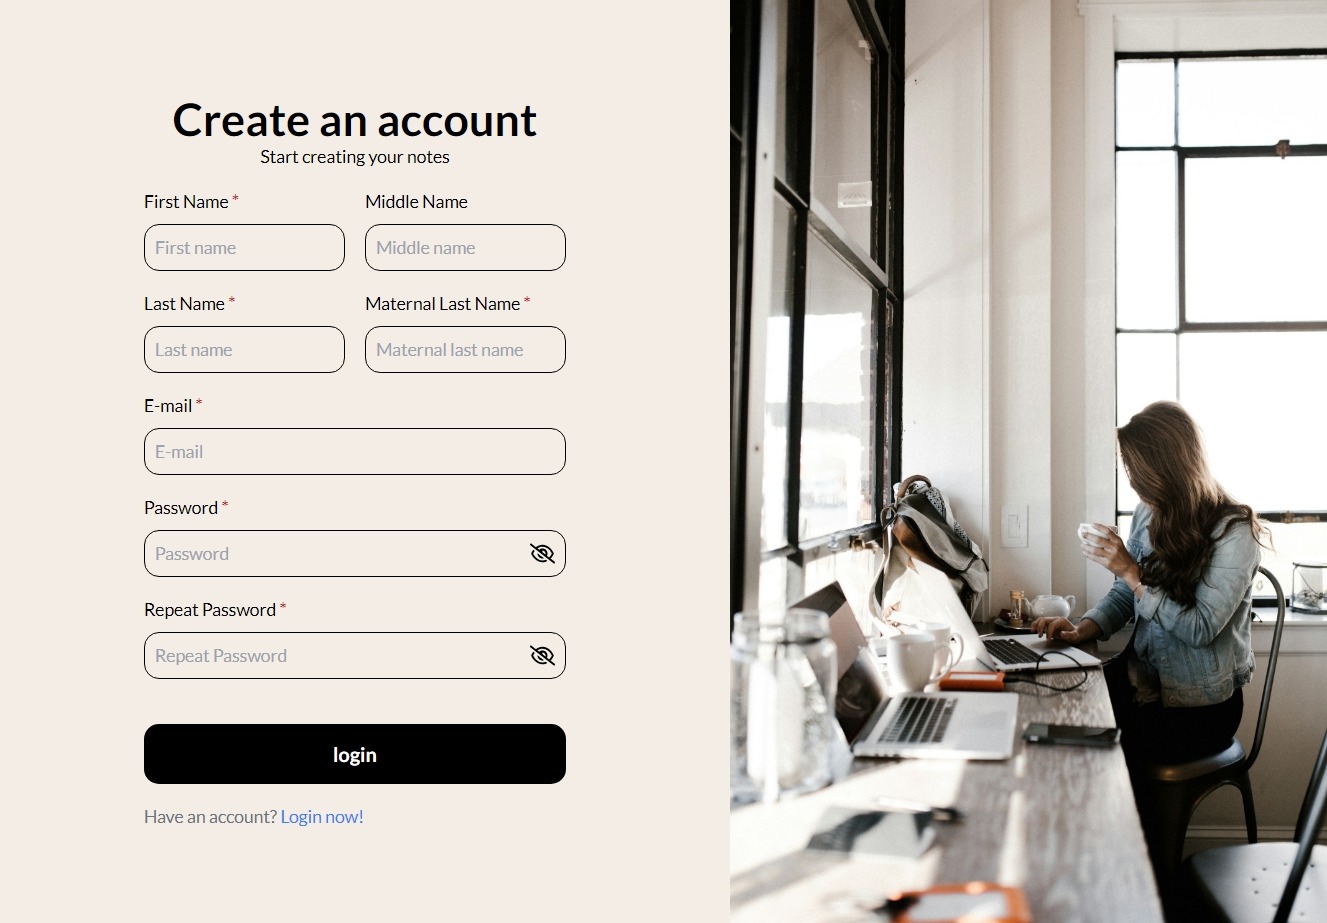 Create an account
Start creating your notes
First Name *
Middle Name
First name
Middle name
Last Name *
Maternal Last Name *
Last name
Maternal last name
E-mail *
E-mail
Password *
Password
Repeat Password *
Repeat Password
login
Have an account? Login now!